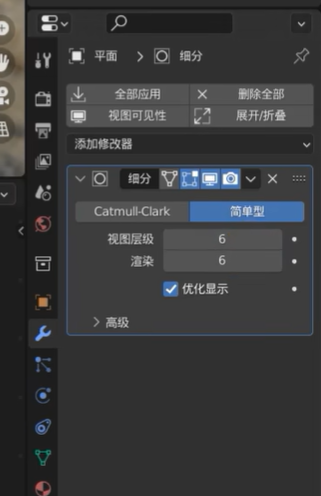 平面 > 细分
全部应用 删除全部
视图可见性 展开/折叠
添加修改器
细分
Catmull-Clark 简单型
视图层级 6
渲染 6
优化显示
高级